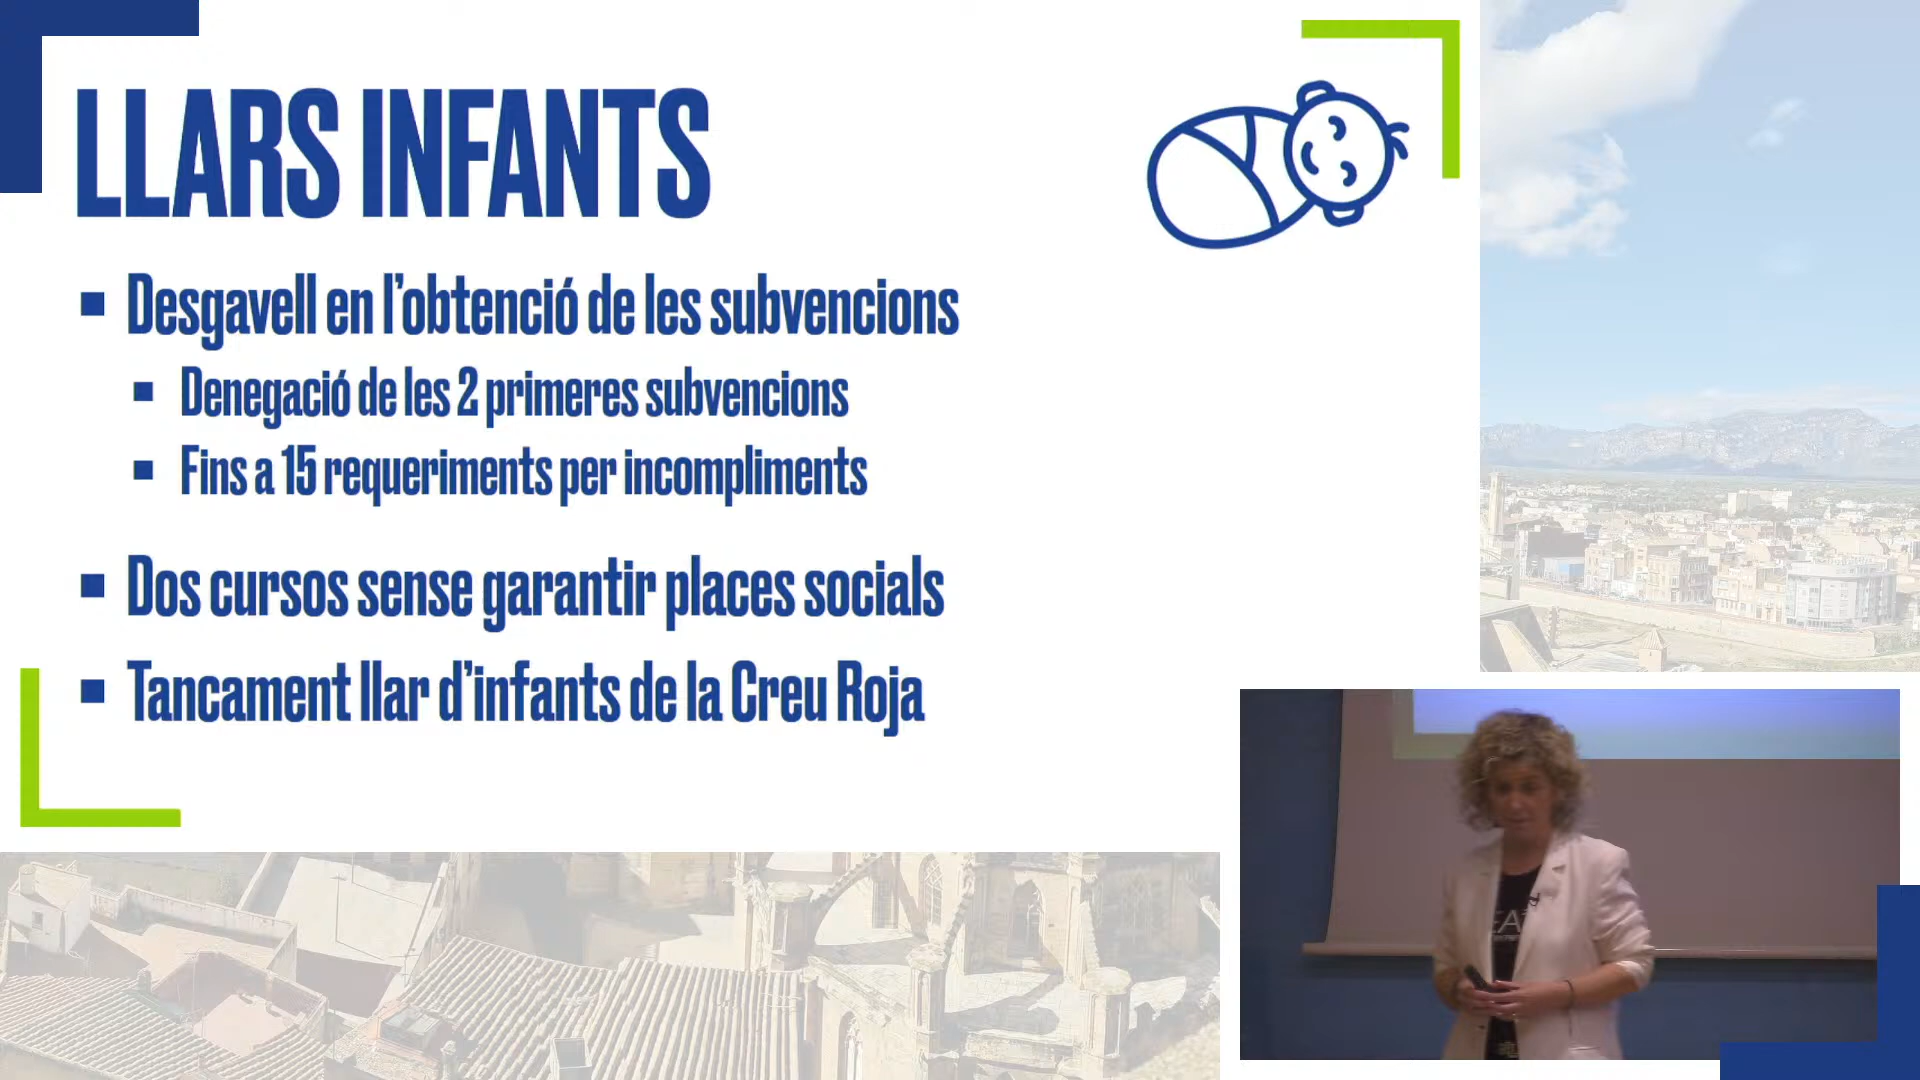 LLARS INFANTS
▪ Desgavell en l'obtenció de les subvencions
▪ Denegació de les 2 primeres subvencions
▪ Fins a 15 requeriments per incompliments
▪ Dos cursos sense garantir places socials
▪ Tancament llar d'infants de la Creu Roja